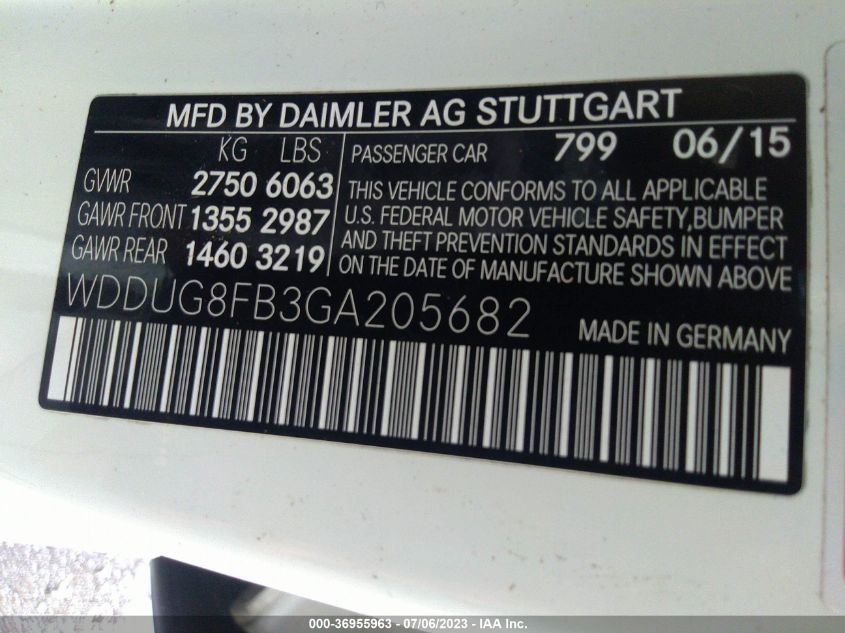 MFD BY DAIMLER AG STUTTGART
KG LBS
GVWR 2750 6063
GAWR FRONT 1355 2987
GAWR REAR 1460 3219
PASSENGER CAR 799 06/15
THIS VEHICLE CONFORMS TO ALL APPLICABLE
U.S. FEDERAL MOTOR VEHICLE SAFETY,BUMPER
AND THEFT PREVENTION STANDARDS IN EFFECT
ON THE DATE OF MANUFACTURE SHOWN ABOVE
WDDUG8FB3GA205682
MADE IN GERMANY
000-36955963 - 07/06/2023 - IAA Inc.